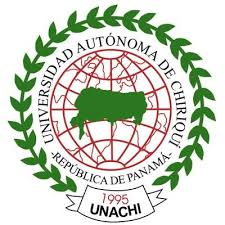 UNIVERSIDAD AUTÓNOMA DE CHIRIQUÍ
-REPÚBLICA DE PANAMÁ-
1995
UNACHI